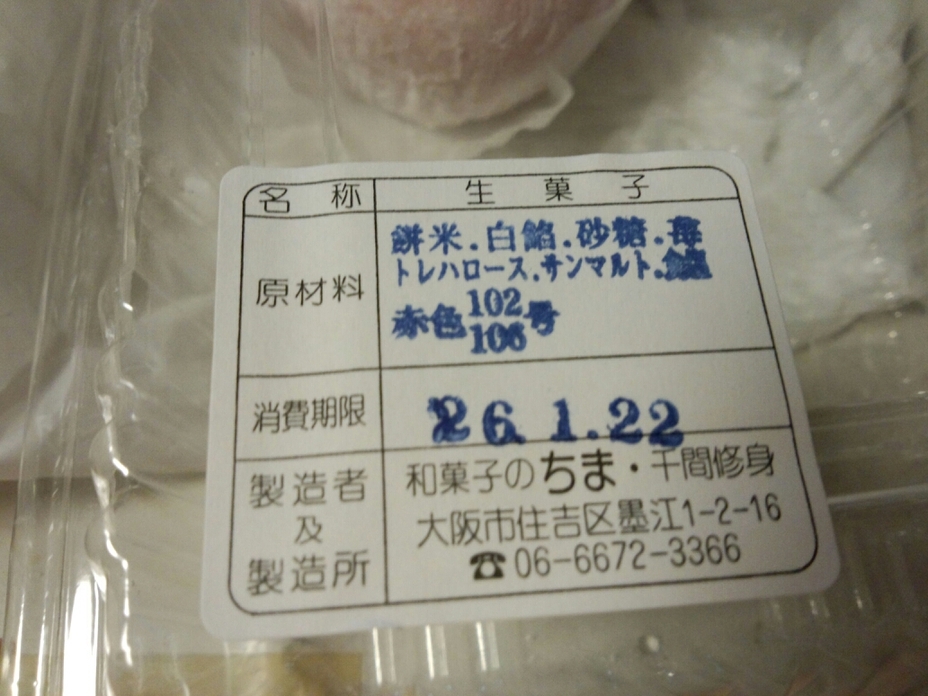 名称 生菓子
原材料 餅米.白餡.砂糖.苺
トレハロース.サンマルト.
赤色102号
106
消費期限 26.1.22
製造者及製造所 和菓子のちま・千間修身
大阪市住吉区墨江1-2-16
☎06-6672-3366